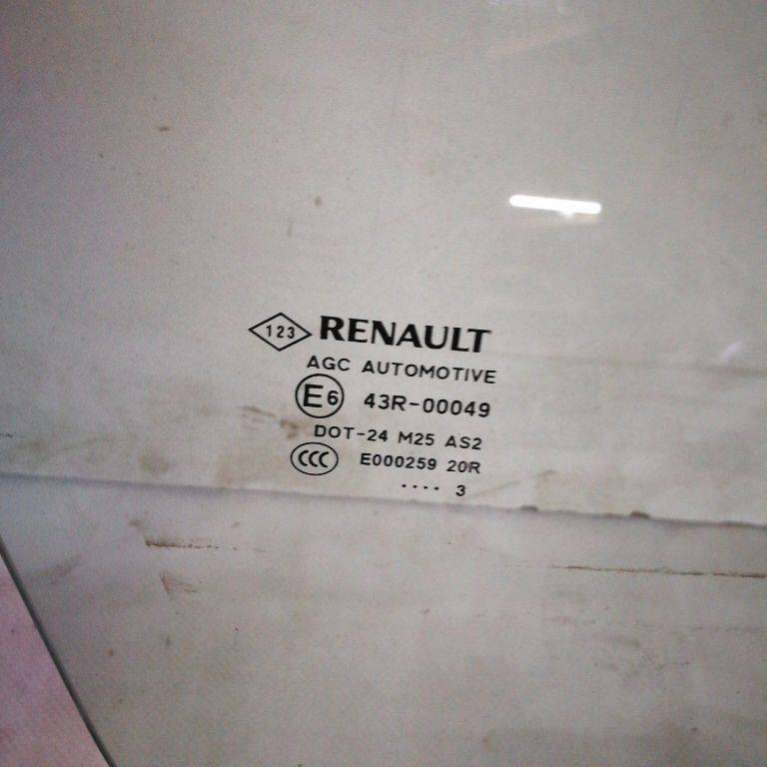 123 RENAULT
AGC AUTOMOTIVE
E6 43R-00049
DOT-24 M25 AS2
CCC E000259 20R
.... 3